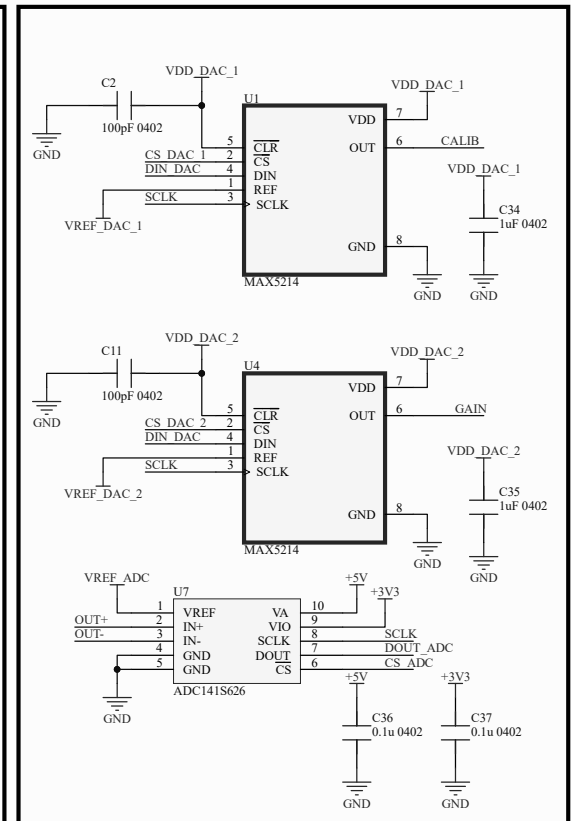 VDD_DAC_1
C2
100pF 0402
GND
U1
VDD_DAC_1
VDD 7
5 CLR
OUT 6 CALIB
CS_DAC_1 2 CS
DIN_DAC 4 DIN
1 REF
SCLK 3 SCLK
VREF_DAC_1
VDD_DAC_1
C34
1uF 0402
GND 8
GND
GND
MAX5214
VDD_DAC_2
C11
100pF 0402
GND
U4
VDD_DAC_2
VDD 7
5 CLR
OUT 6 GAIN
CS_DAC_2 2 CS
DIN_DAC 4 DIN
1 REF
SCLK 3 SCLK
VREF_DAC_2
VDD_DAC_2
C35
1uF 0402
GND 8
GND
GND
MAX5214
VREF_ADC
U7
+5V
+3V3
1 VREF VA 10
OUT+ 2 IN+ VIO 9
OUT- 3 IN- SCLK 8 SCLK
4 GND DOUT 7 DOUT_ADC
5 GND CS 6 CS_ADC
ADC141S626
GND
+5V
+3V3
C36
0.1u 0402
C37
0.1u 0402
GND
GND